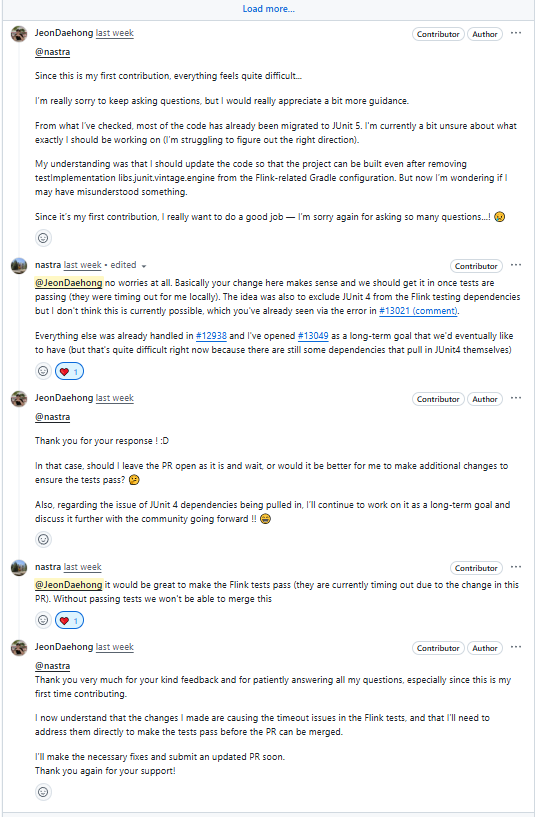 Load more...
JeonDaehong last week
Contributor
Author
@nastra
Since this is my first contribution, everything feels quite difficult...
I'm really sorry to keep asking questions, but I would really appreciate a bit more guidance.
From what I've checked, most of the code has already been migrated to JUnit 5. I'm currently a bit unsure about what
exactly I should be working on (I'm struggling to figure out the right direction).
My understanding was that I should update the code so that the project can be built even after removing
testImplementation libs.junit.vintage.engine from the Flink-related Gradle configuration. But now I'm wondering if I
may have misunderstood something.
Since it's my first contribution, I really want to do a good job — I'm sorry again for asking so many questions...! 😥
nastra last week • edited
Contributor
@JeonDaehong no worries at all. Basically your change here makes sense and we should get it in once tests are
passing (they were timing out for me locally). The idea was also to exclude JUnit 4 from the Flink testing dependencies
but I don't think this is currently possible, which you've already seen via the error in #13021 (comment).
Everything else was already handled in #12938 and I've opened #13049 as a long-term goal that we'd eventually like
to have (but that's quite difficult right now because there are still some dependencies that pull in JUnit4 themselves)
❤️ 1
JeonDaehong last week
Contributor
Author
@nastra
Thank you for your response ! :D
In that case, should I leave the PR open as it is and wait, or would it be better for me to make additional changes to
ensure the tests pass? 🤔
Also, regarding the issue of JUnit 4 dependencies being pulled in, I'll continue to work on it as a long-term goal and
discuss it further with the community going forward !! 😄
nastra last week
Contributor
@JeonDaehong it would be great to make the Flink tests pass (they are currently timing out due to the change in this
PR). Without passing tests we won't be able to merge this
❤️ 1
JeonDaehong last week
Contributor
Author
@nastra
Thank you very much for your kind feedback and for patiently answering all my questions, especially since this is my
first time contributing.
I now understand that the changes I made are causing the timeout issues in the Flink tests, and that I'll need to
address them directly to make the tests pass before the PR can be merged.
I'll make the necessary fixes and submit an updated PR soon.
Thank you again for your support!